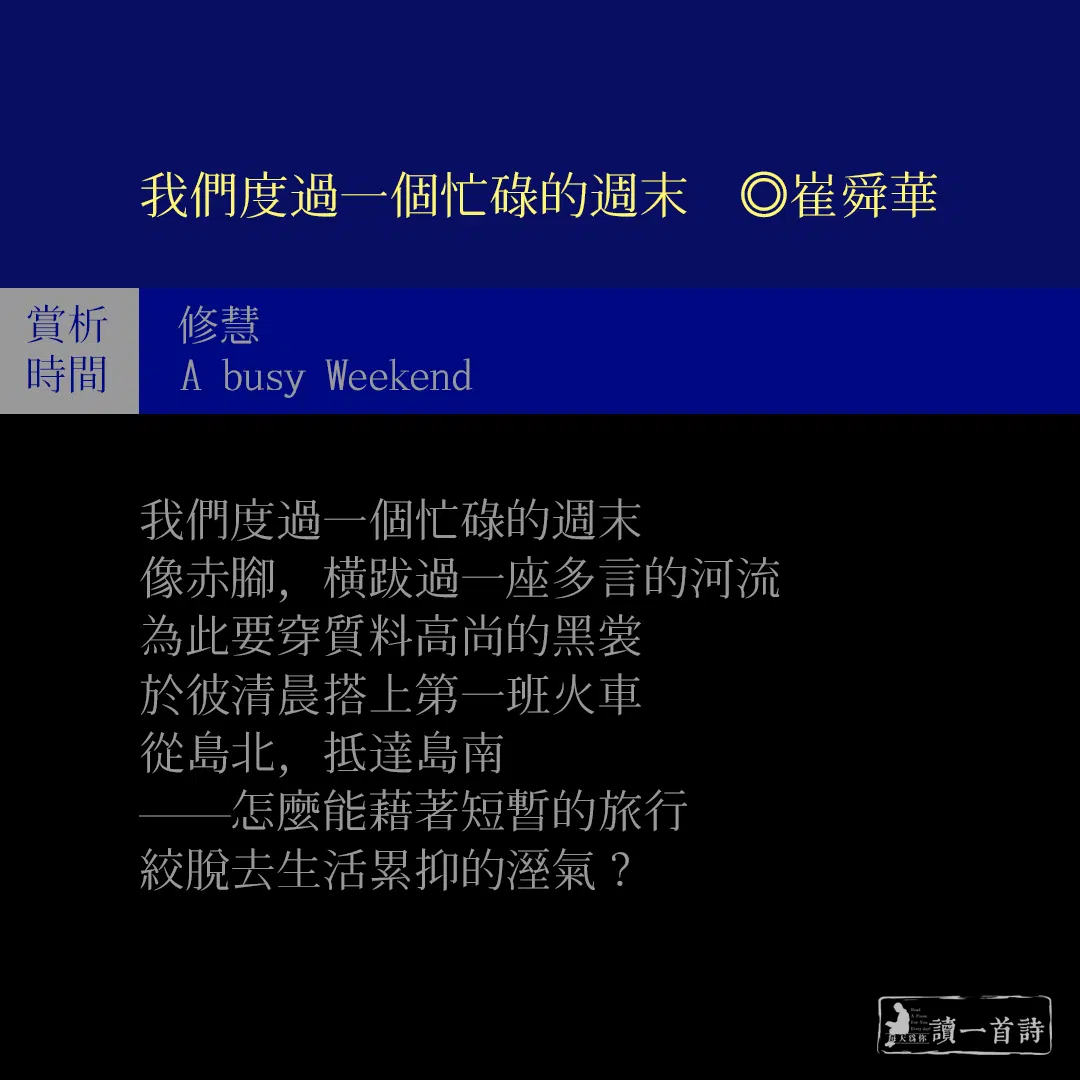 我們度過一個忙碌的週末　◎崔舜華
賞析
時間
修慧
A busy Weekend
我們度過一個忙碌的週末
像赤腳，橫跋過一座多言的河流
為此要穿質料高尚的黑裳
於彼清晨搭上第一班火車
從島北，抵達島南
——怎麼能藉著短暫的旅行
絞脫去生活累抑的溼氣？
Read
A Poem
For You
Every day!
每天為你
讀一首詩